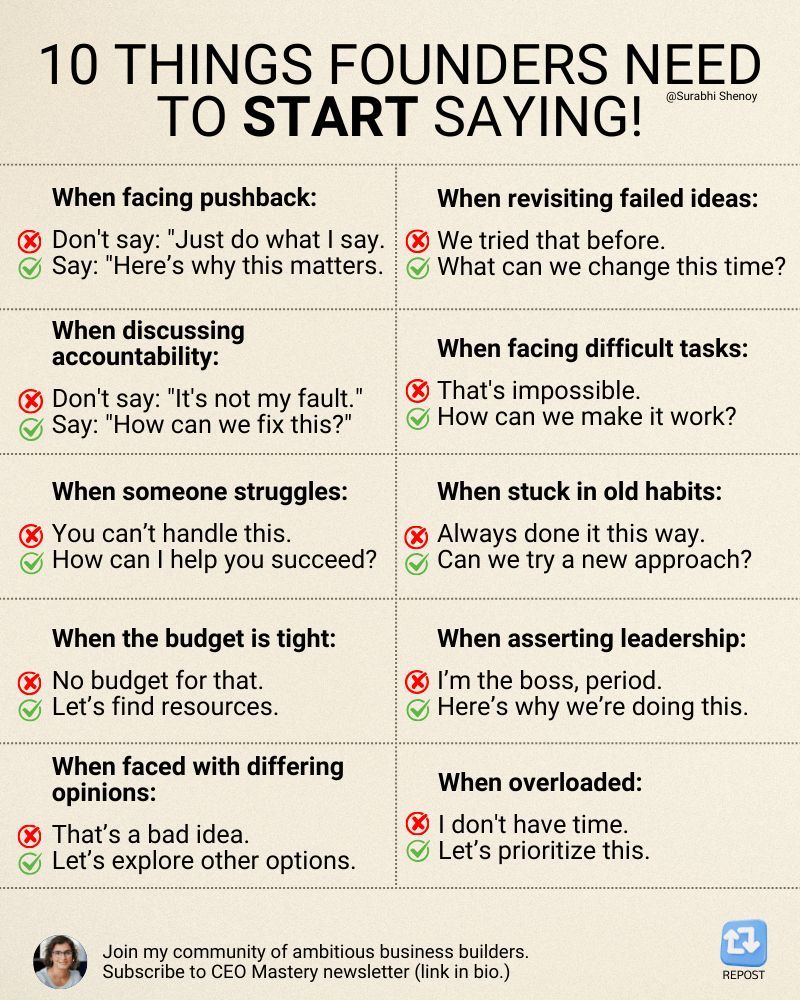 10 THINGS FOUNDERS NEED
TO START SAYING!
@Surabhi Shenoy
When facing pushback:
Don't say: "Just do what I say.
Say: "Here’s why this matters.
When revisiting failed ideas:
We tried that before.
What can we change this time?
When discussing
accountability:
Don't say: "It's not my fault."
Say: "How can we fix this?"
When facing difficult tasks:
That's impossible.
How can we make it work?
When someone struggles:
You can’t handle this.
How can I help you succeed?
When stuck in old habits:
Always done it this way.
Can we try a new approach?
When the budget is tight:
No budget for that.
Let’s find resources.
When asserting leadership:
I’m the boss, period.
Here’s why we’re doing this.
When faced with differing
opinions:
That’s a bad idea.
Let’s explore other options.
When overloaded:
I don't have time.
Let’s prioritize this.
Join my community of ambitious business builders.
Subscribe to CEO Mastery newsletter (link in bio.)
REPOST